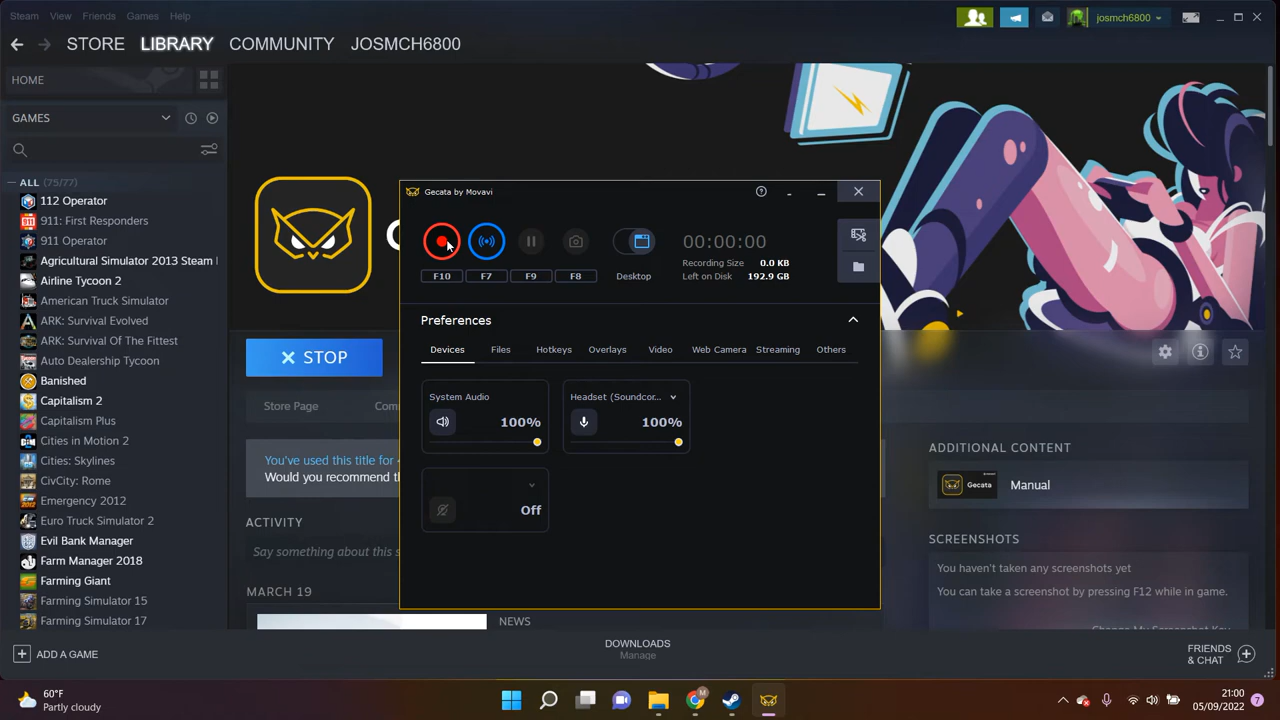 Steam View Friends Games Help
josmch6800
STORE LIBRARY COMMUNITY JOSMCH6800
HOME
GAMES
ALL (75/77)
112 Operator
911: First Responders
911 Operator
Agricultural Simulator 2013 Steam
Airline Tycoon 2
American Truck Simulator
ARK: Survival Evolved
ARK: Survival Of The Fittest
Auto Dealership Tycoon
Banished
Capitalism 2
Capitalism Plus
Cities in Motion 2
Cities: Skylines
CivCity: Rome
Emergency 2012
Euro Truck Simulator 2
Evil Bank Manager
Farm Manager 2018
Farming Giant
Farming Simulator 15
Farming Simulator 17
ADD A GAME
Gecata by Movavi
F10 F7 F9 F8 Desktop
00:00:00
Recording Size 0.0 KB
Left on Disk 192.9 GB
Preferences
Devices Files Hotkeys Overlays Video Web Camera Streaming Others
System Audio
100%
Headset (Soundcor...
100%
Off
STOP
Store Page
You've used this title for
Would you recommend
ACTIVITY
Say something about this
MARCH 19
NEWS
ADDITIONAL CONTENT
Gecata
Manual
SCREENSHOTS
You haven't taken any screenshots yet
You can take a screenshot by pressing F12 while in game.
Change My Screenshot Key
DOWNLOADS
Manage
FRIENDS
& CHAT
60°F
Partly cloudy
21:00
05/09/2022
7